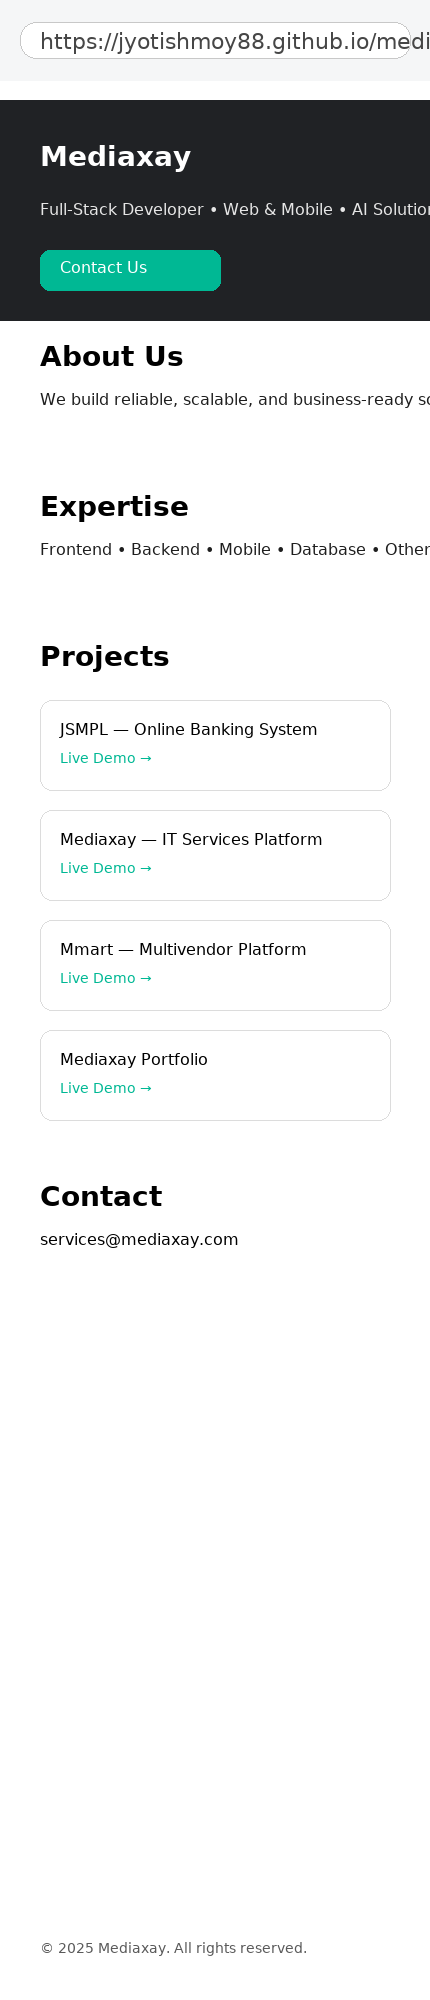 https://jyotishmoy88.github.io/medi
Mediaxay
Full-Stack Developer • Web & Mobile • AI Solution
Contact Us
About Us
We build reliable, scalable, and business-ready so
Expertise
Frontend • Backend • Mobile • Database • Other
Projects
JSMPL — Online Banking System
Live Demo →
Mediaxay — IT Services Platform
Live Demo →
Mmart — Multivendor Platform
Live Demo →
Mediaxay Portfolio
Live Demo →
Contact
services@mediaxay.com
© 2025 Mediaxay. All rights reserved.